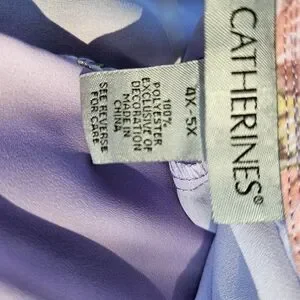 CATHERINES®
4X-5X
100%
POLYESTER
EXCLUSIVE OF
DECORATION
MADE IN
CHINA
SEE REVERSE
FOR CARE